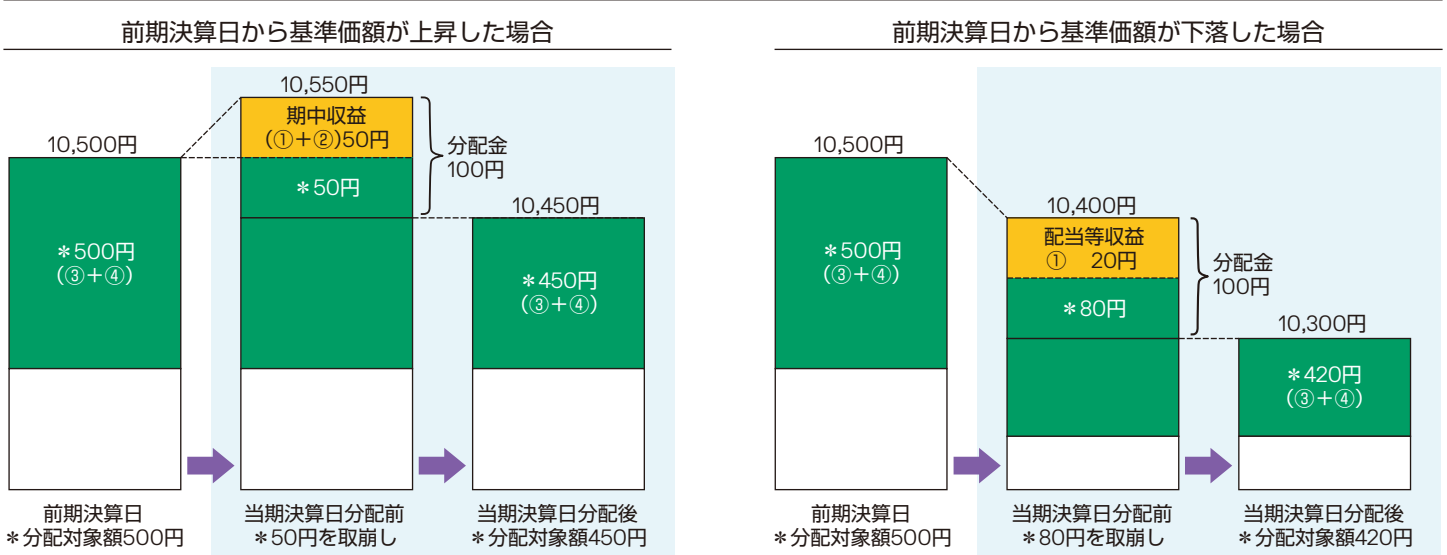 前期決算日から基準価額が上昇した場合
10,550円
期中収益
(①+②)50円
10,500円
分配金
100円
＊50円
10,450円
＊500円
(③+④)
＊450円
(③+④)
前期決算日
＊分配対象額500円
当期決算日分配前
＊50円を取崩し
当期決算日分配後
＊分配対象額450円
前期決算日から基準価額が下落した場合
10,500円
10,400円
配当等収益
① 20円
＊500円
(③+④)
分配金
100円
＊80円
10,300円
＊420円
(③+④)
前期決算日
＊分配対象額500円
当期決算日分配前
＊80円を取崩し
当期決算日分配後
＊分配対象額420円